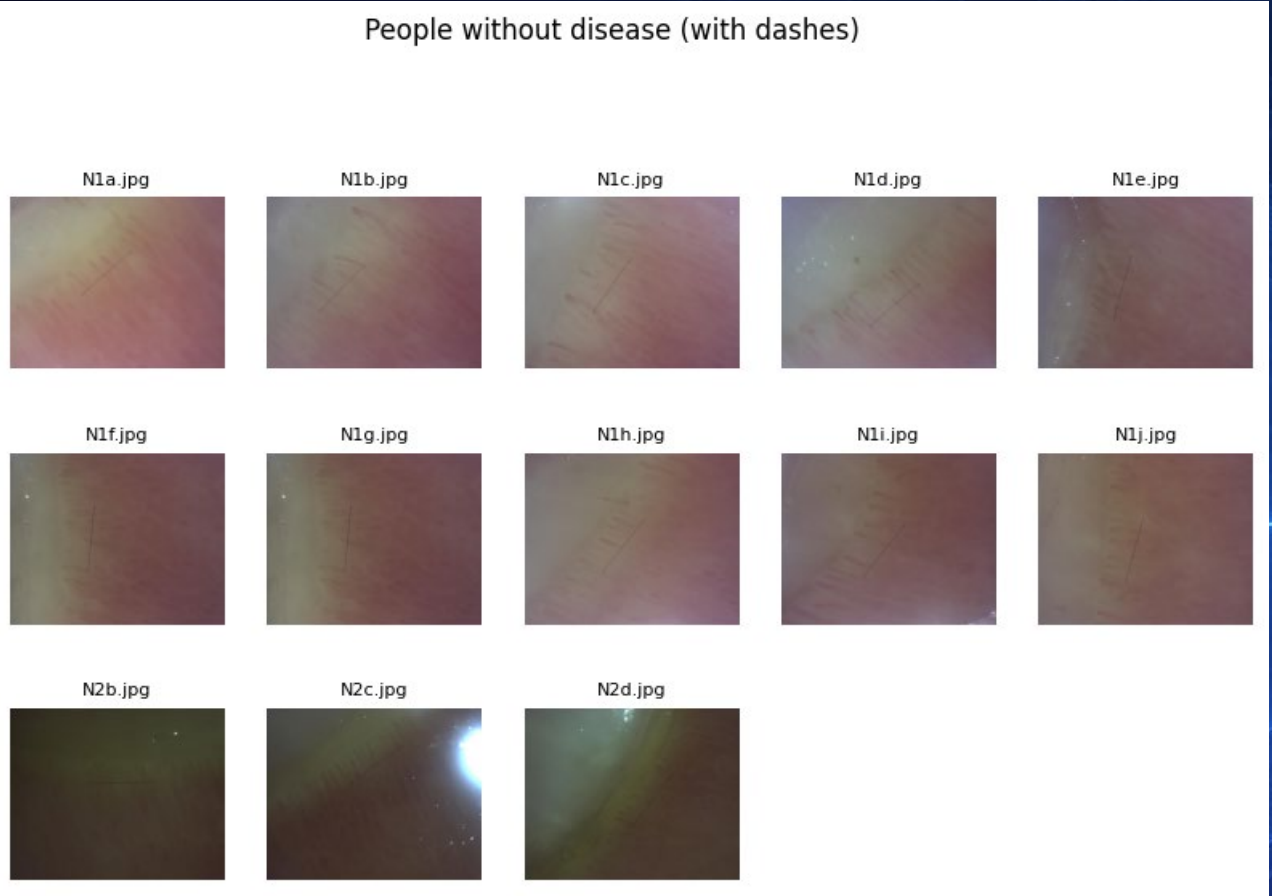 People without disease (with dashes)
N1a.jpg N1b.jpg N1c.jpg N1d.jpg N1e.jpg
N1f.jpg N1g.jpg N1h.jpg N1i.jpg N1j.jpg
N2b.jpg N2c.jpg N2d.jpg